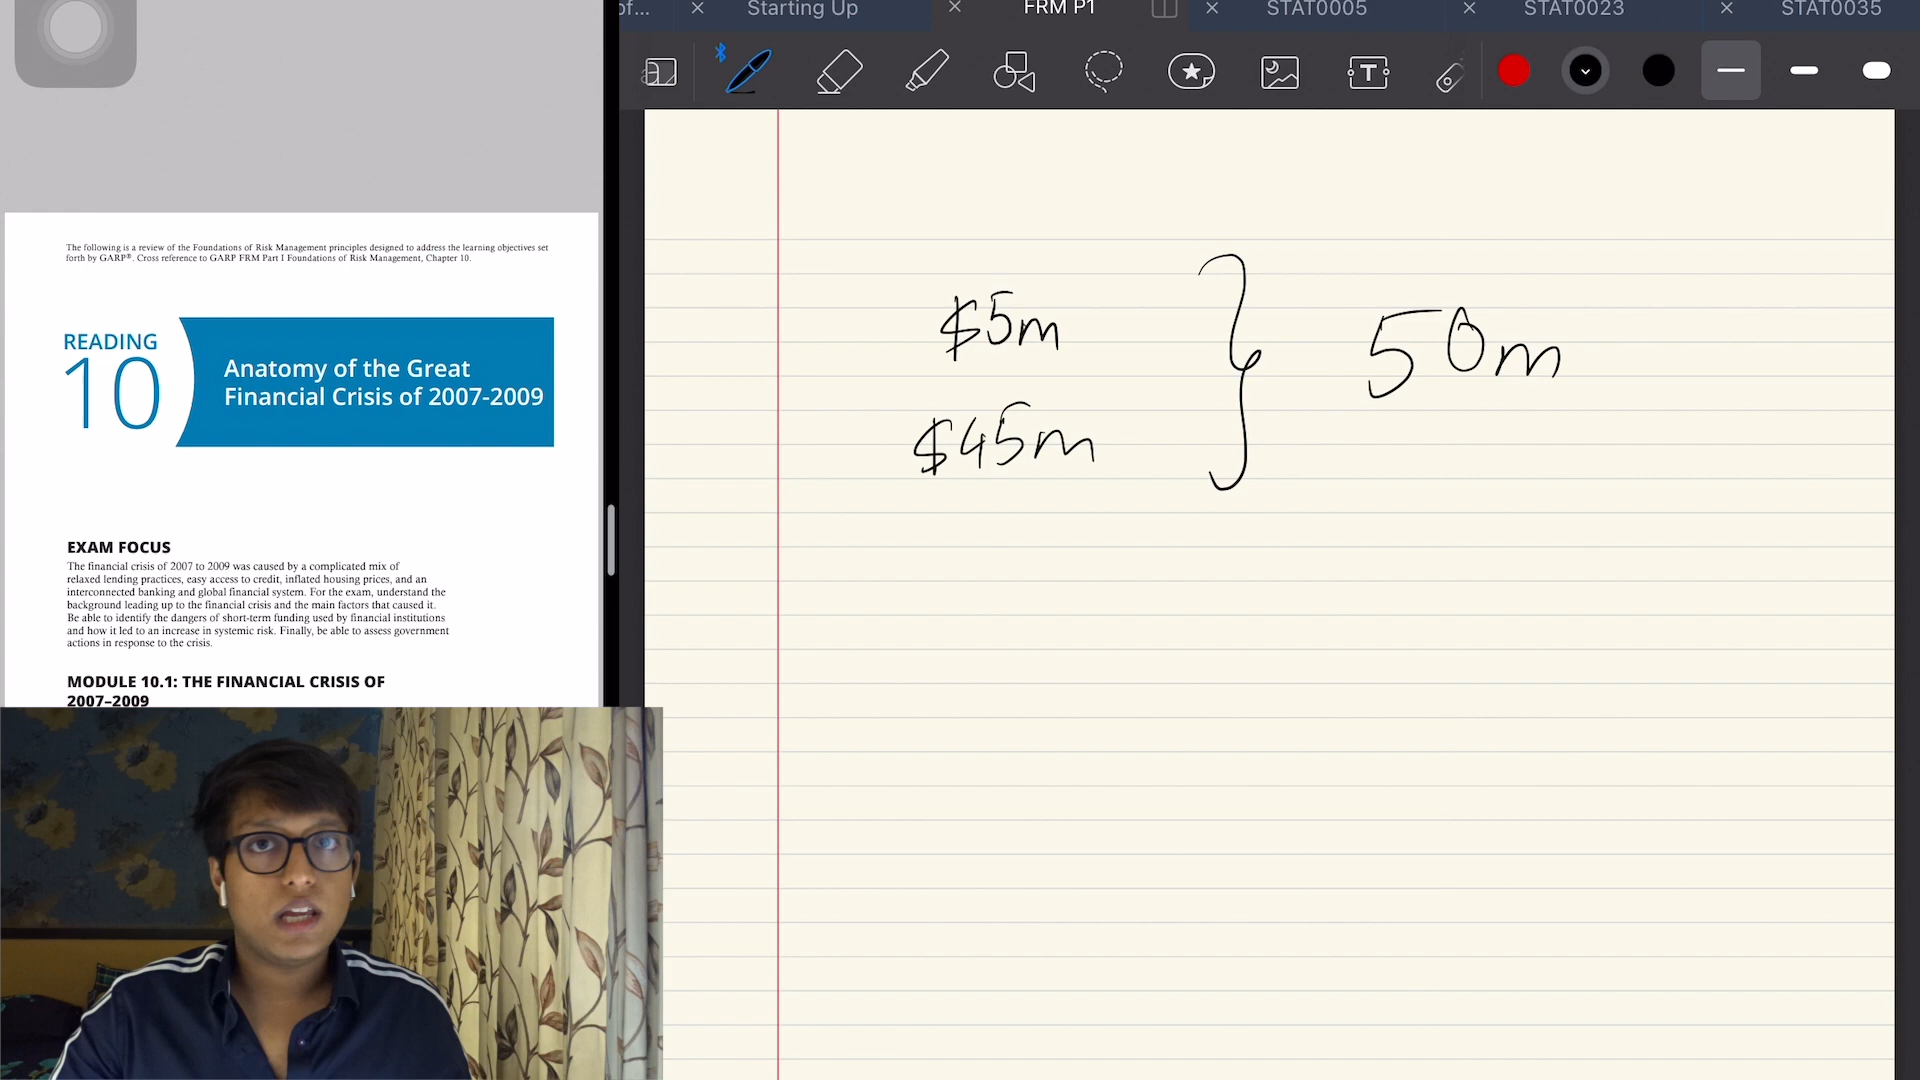 of...
Starting Up
FRM P1
STAT0005
STAT0023
STAT0035
T
The following is a review of the Foundations of Risk Management principles designed to address the learning objectives set
forth by GARP®. Cross reference to GARP FRM Part I Foundations of Risk Management, Chapter 10.
READING
10
Anatomy of the Great
Financial Crisis of 2007-2009
EXAM FOCUS
The financial crisis of 2007 to 2009 was caused by a complicated mix of
relaxed lending practices, easy access to credit, inflated housing prices, and an
interconnected banking and global financial system. For the exam, understand the
background leading up to the financial crisis and the main factors that caused it.
Be able to identify the dangers of short-term funding used by financial institutions
and how it led to an increase in systemic risk. Finally, be able to assess government
actions in response to the crisis.
MODULE 10.1: THE FINANCIAL CRISIS OF
2007–2009
$5m
$45m
50m